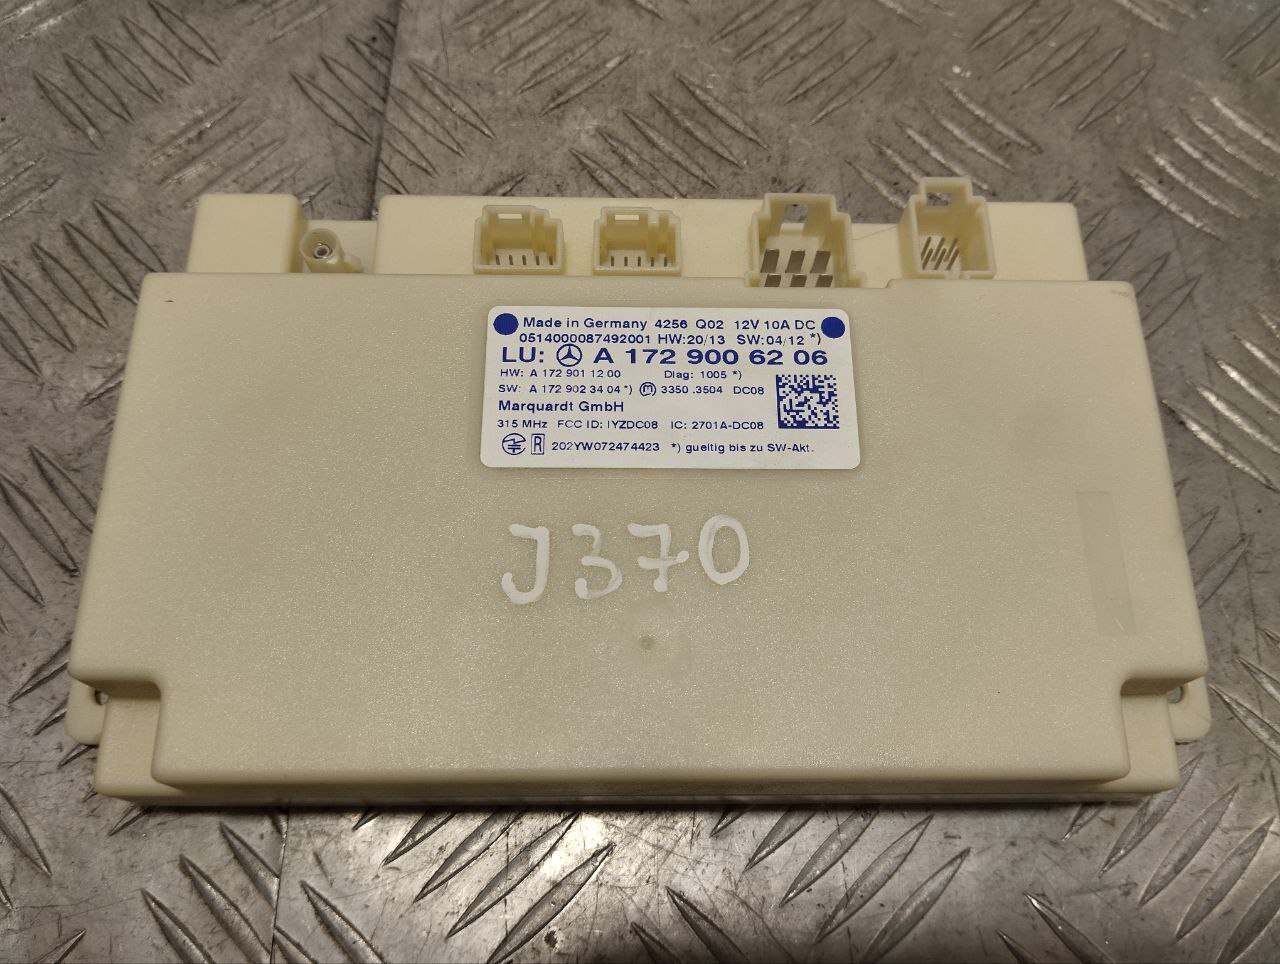 Made in Germany 4256 Q02 12V 10A DC
0514000087492001 HW:20/13 SW:04/12 *)
LU: A 172 900 62 06
HW: A 172 901 12 00 Diag: 1005 *)
SW: A 172 902 34 04 *) M 3350 .3504 DC08
Marquardt GmbH
315 MHz FCC ID: IYZDC08 IC: 2701A-DC08
R 202YW072474423 *) gueltig bis zu SW-Akt.
J370